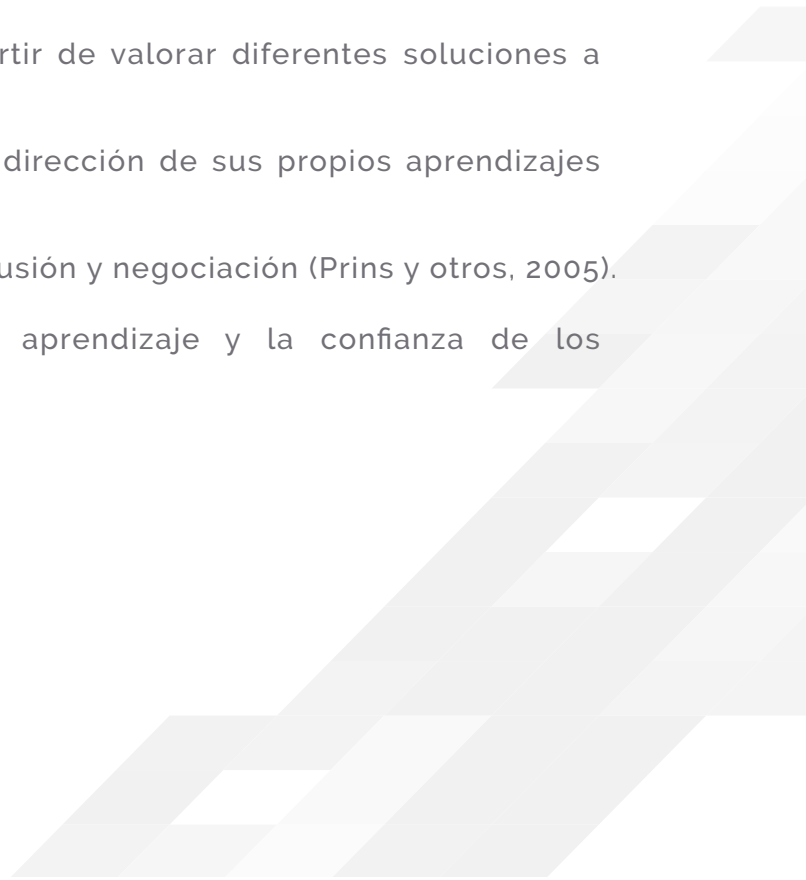 rtir de valorar diferentes soluciones a
dirección de sus propios aprendizajes
usión y negociación (Prins y otros, 2005).
aprendizaje y la confianza de los